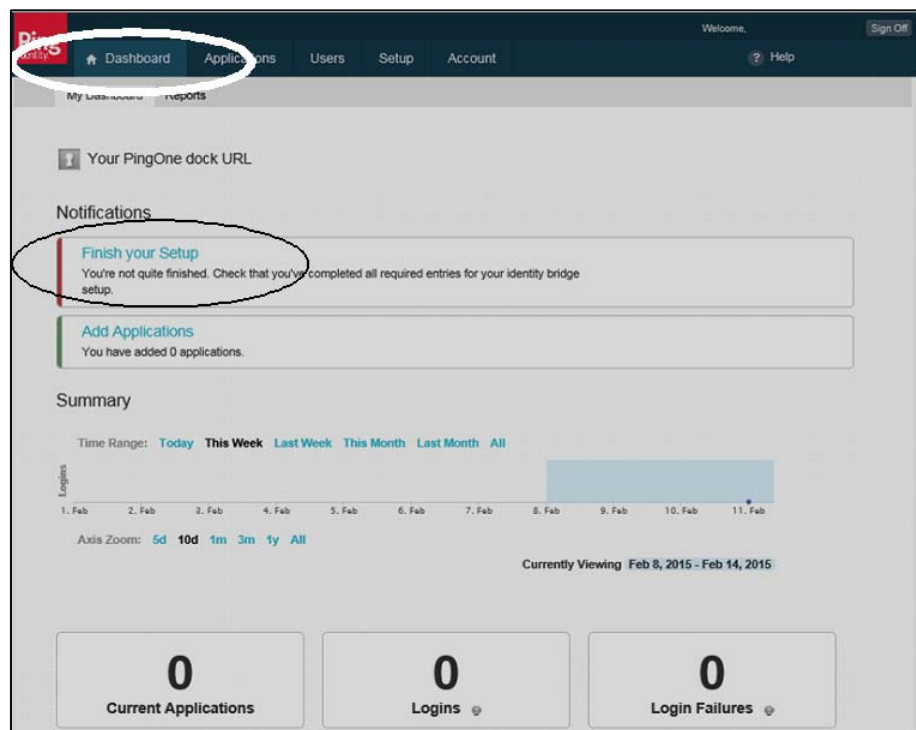 Welcome,
Sign Off
Ping
Identity.
Dashboard
Applications
Users
Setup
Account
? Help
My Dashboard
Reports
Your PingOne dock URL
Notifications
Finish your Setup
You're not quite finished. Check that you've completed all required entries for your identity bridge
setup.
Add Applications
You have added 0 applications.
Summary
Time Range: Today This Week Last Week This Month Last Month All
Logins
1. Feb 2. Feb 3. Feb 4. Feb 5. Feb 6. Feb 7. Feb 8. Feb 9. Feb 10. Feb 11. Feb
Axis Zoom: 5d 10d 1m 3m 1y All
Currently Viewing Feb 8, 2015 - Feb 14, 2015
0
Current Applications
0
Logins
0
Login Failures